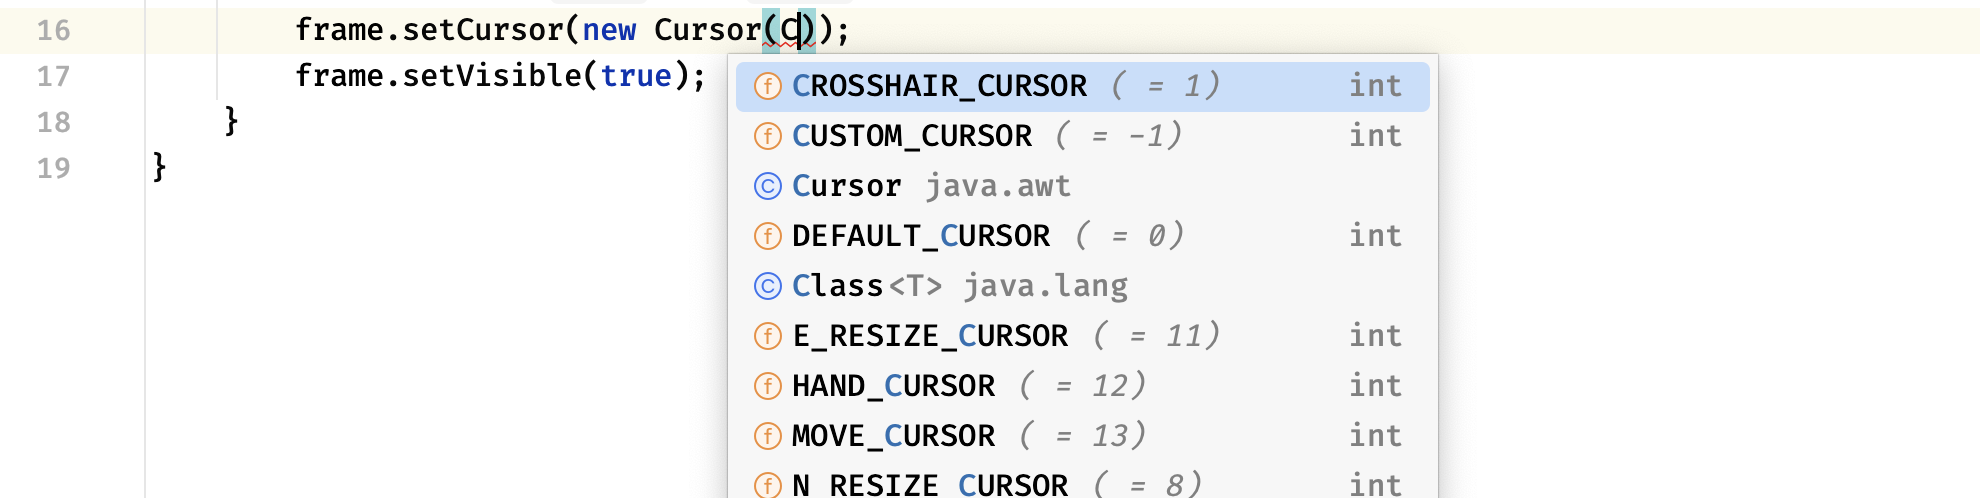 16 frame.setCursor(new Cursor(C));
17 frame.setVisible(true);
18 }
19 }
f CROSSHAIR_CURSOR ( = 1) int
f CUSTOM_CURSOR ( = -1) int
C Cursor java.awt
f DEFAULT_CURSOR ( = 0) int
C Class<T> java.lang
f E_RESIZE_CURSOR ( = 11) int
f HAND_CURSOR ( = 12) int
f MOVE_CURSOR ( = 13) int
f N_RESIZE_CURSOR ( = 8) int